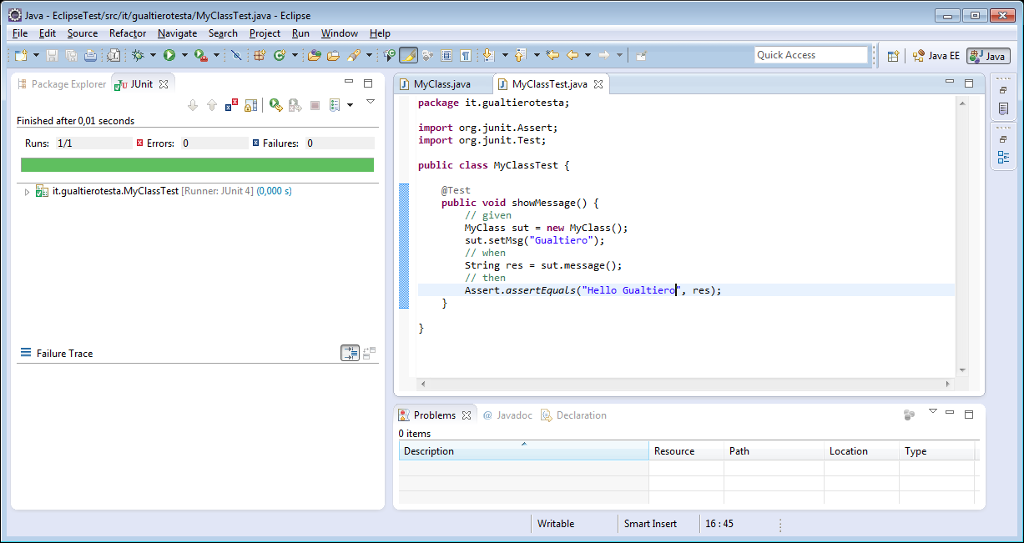 Java - EclipseTest/src/it/gualtierotesta/MyClassTest.java - Eclipse
File Edit Source Refactor Navigate Search Project Run Window Help
Quick Access
Java EE
Java
Package Explorer
JUnit
Finished after 0,01 seconds
Runs: 1/1
Errors: 0
Failures: 0
it.gualtierotesta.MyClassTest [Runner: JUnit 4] (0,000 s)
Failure Trace
MyClass.java
MyClassTest.java
package it.gualtierotesta;
import org.junit.Assert;
import org.junit.Test;
public class MyClassTest {
@Test
public void showMessage() {
// given
MyClass sut = new MyClass();
sut.setMsg("Gualtiero");
// when
String res = sut.message();
// then
Assert.assertEquals("Hello Gualtiero", res);
}
}
Problems
@ Javadoc
Declaration
0 items
Description Resource Path Location Type
Writable
Smart Insert
16 : 45